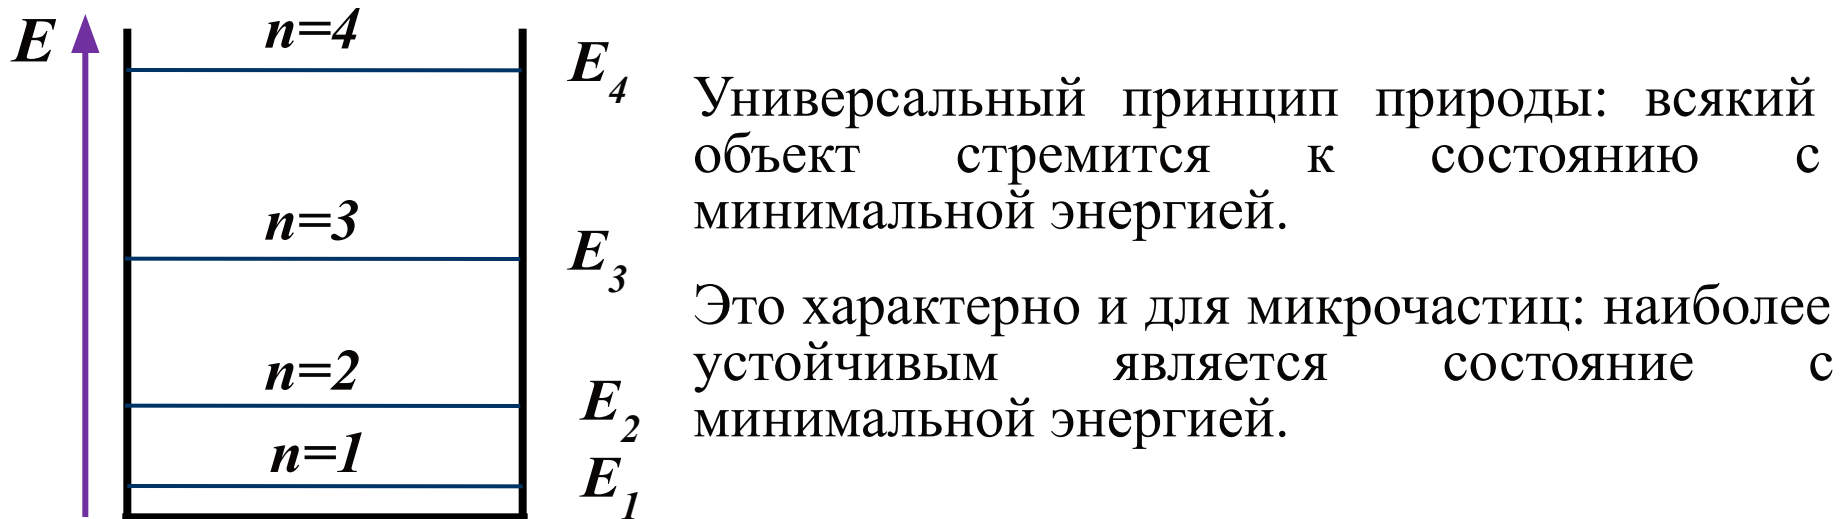 E
n=4
E4
n=3
E3
n=2
E2
n=1
E1
Универсальный принцип природы: всякий
объект стремится к состоянию с
минимальной энергией.
Это характерно и для микрочастиц: наиболее
устойчивым является состояние с
минимальной энергией.